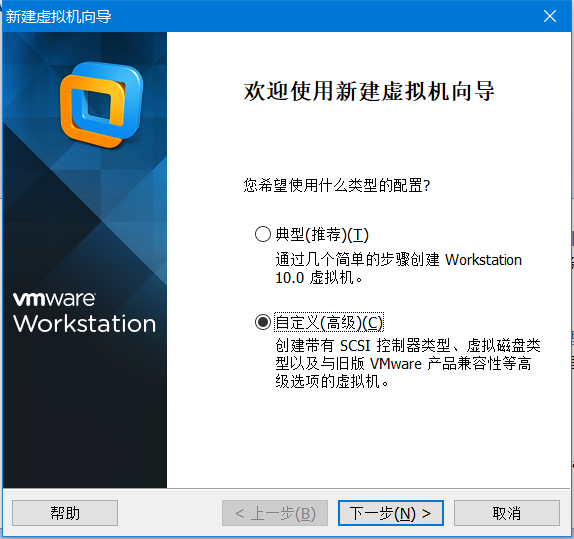 新建虚拟机向导
欢迎使用新建虚拟机向导
您希望使用什么类型的配置?
典型(推荐)(T)
通过几个简单的步骤创建 Workstation
10.0 虚拟机。
vmware
Workstation
自定义(高级)(C)
创建带有 SCSI 控制器类型、虚拟磁盘类
型以及与旧版 VMware 产品兼容性等高
级选项的虚拟机。
帮助
< 上一步(B)
下一步(N) >
取消